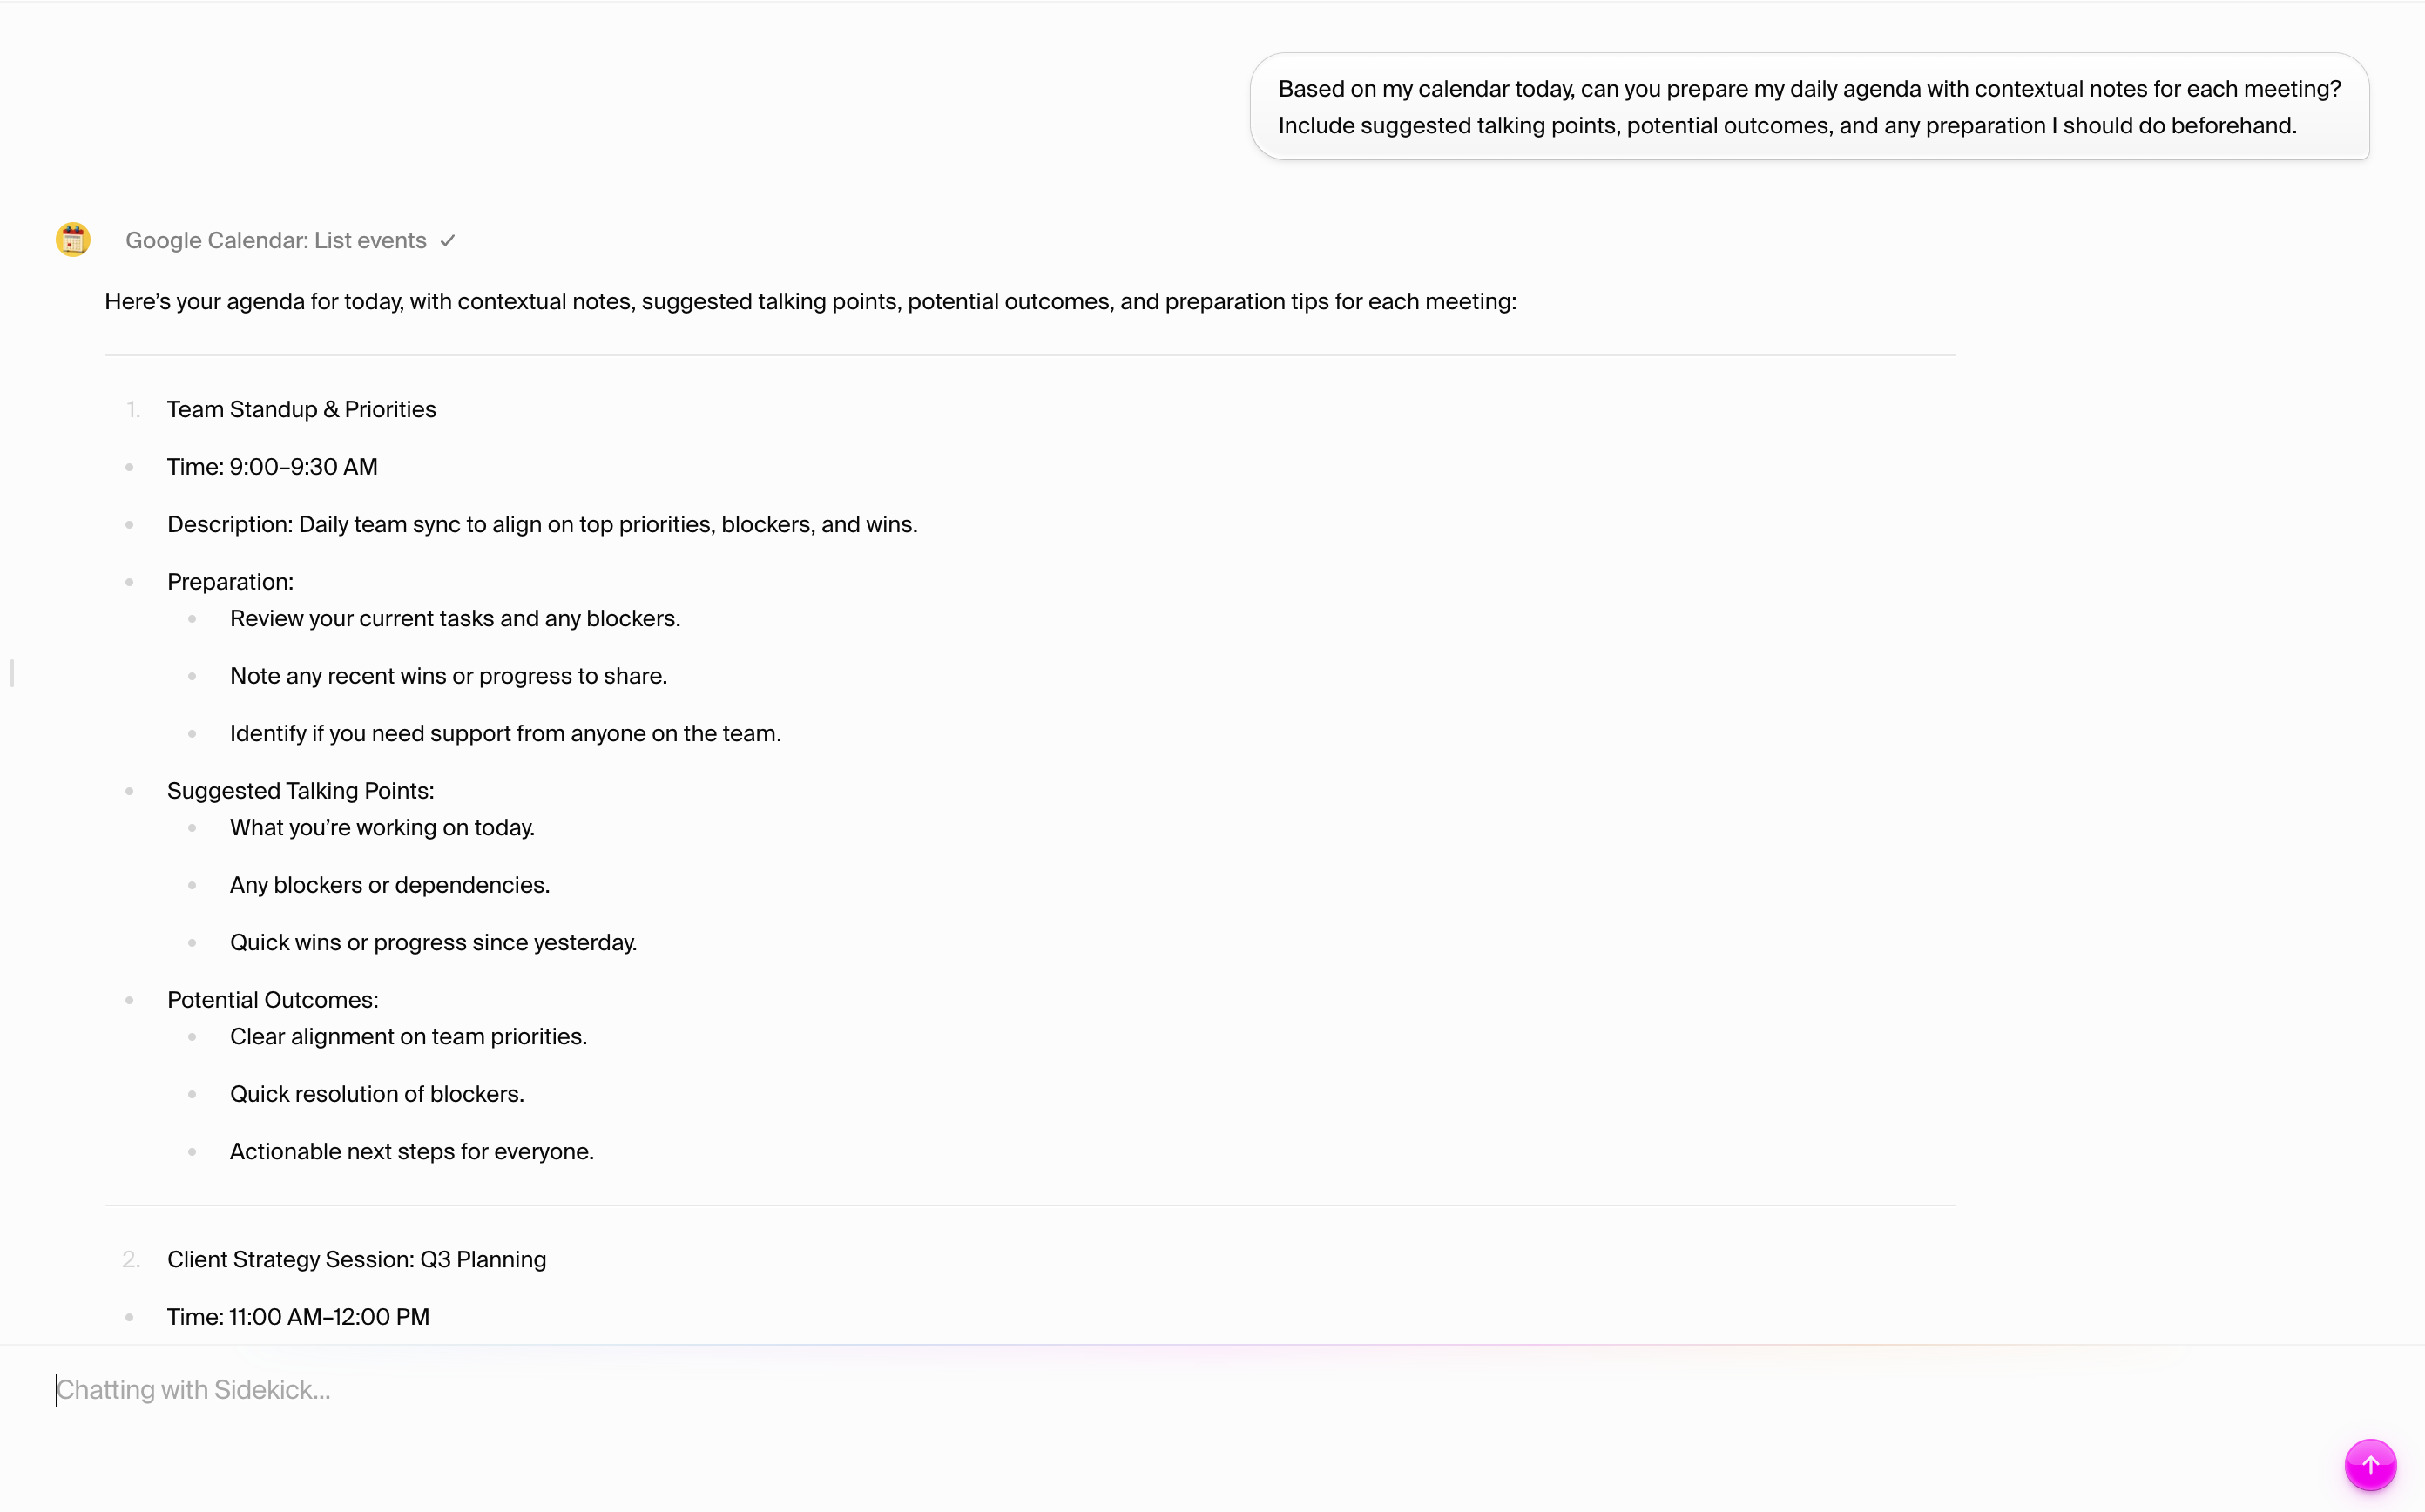 Based on my calendar today, can you prepare my daily agenda with contextual notes for each meeting?
Include suggested talking points, potential outcomes, and any preparation I should do beforehand.
Google Calendar: List events
Here’s your agenda for today, with contextual notes, suggested talking points, potential outcomes, and preparation tips for each meeting:
1. Team Standup & Priorities
Time: 9:00–9:30 AM
Description: Daily team sync to align on top priorities, blockers, and wins.
Preparation:
Review your current tasks and any blockers.
Note any recent wins or progress to share.
Identify if you need support from anyone on the team.
Suggested Talking Points:
What you’re working on today.
Any blockers or dependencies.
Quick wins or progress since yesterday.
Potential Outcomes:
Clear alignment on team priorities.
Quick resolution of blockers.
Actionable next steps for everyone.
2. Client Strategy Session: Q3 Planning
Time: 11:00 AM–12:00 PM
Chatting with Sidekick...